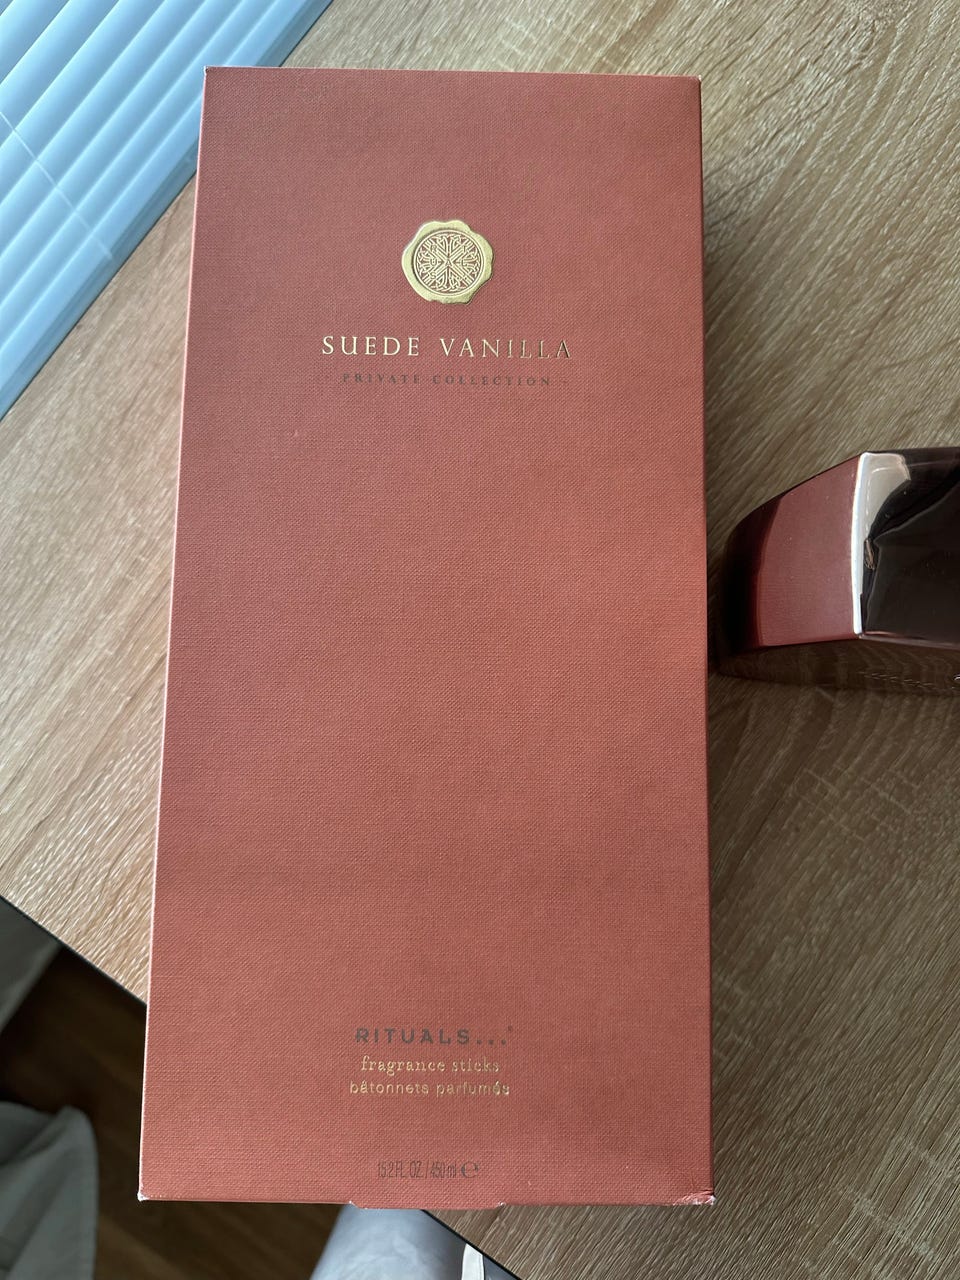 SUEDE VANILLA
- PRIVATE COLLECTION -
RITUALS...®
fragrance sticks
bâtonnets parfumés
15.2 FL. OZ. / 450 ml ℮